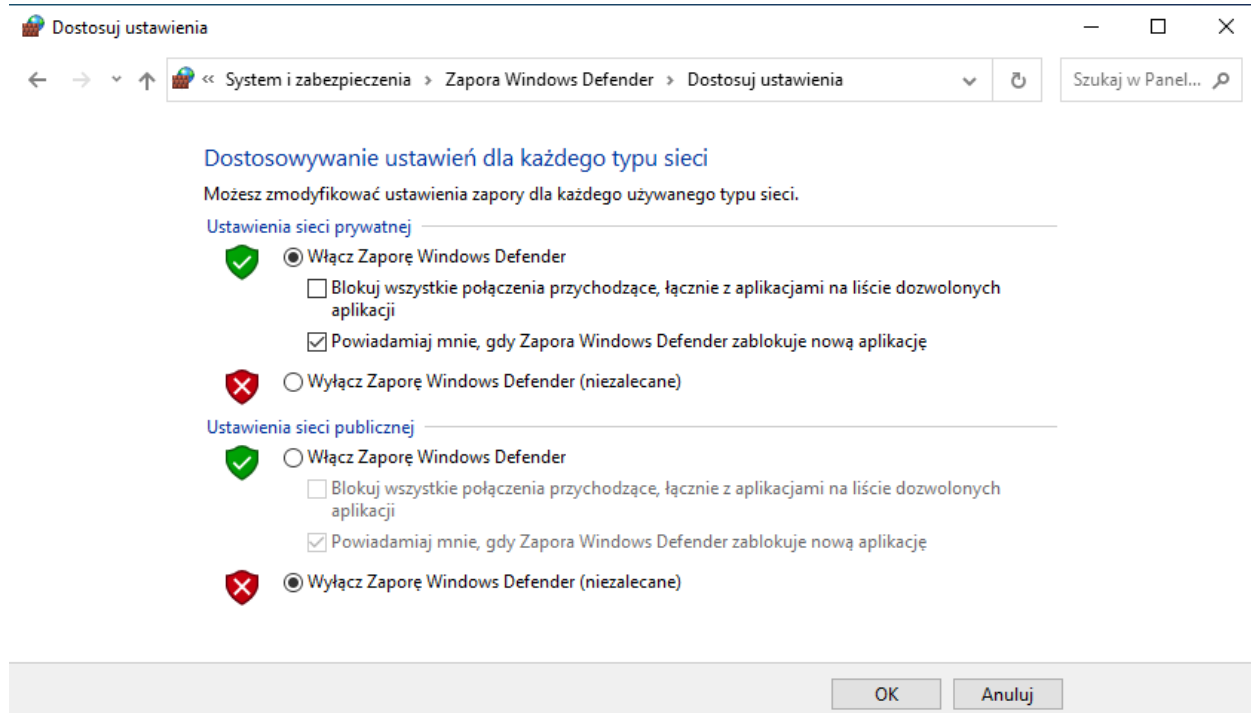 Dostosuj ustawienia
« System i zabezpieczenia > Zapora Windows Defender > Dostosuj ustawienia
Szukaj w Panel...
Dostosowywanie ustawień dla każdego typu sieci
Możesz zmodyfikować ustawienia zapory dla każdego używanego typu sieci.
Ustawienia sieci prywatnej
Włącz Zaporę Windows Defender
Blokuj wszystkie połączenia przychodzące, łącznie z aplikacjami na liście dozwolonych
aplikacji
Powiadamiaj mnie, gdy Zapora Windows Defender zablokuje nową aplikację
Wyłącz Zaporę Windows Defender (niezalecane)
Ustawienia sieci publicznej
Włącz Zaporę Windows Defender
Blokuj wszystkie połączenia przychodzące, łącznie z aplikacjami na liście dozwolonych
aplikacji
Powiadamiaj mnie, gdy Zapora Windows Defender zablokuje nową aplikację
Wyłącz Zaporę Windows Defender (niezalecane)
OK
Anuluj